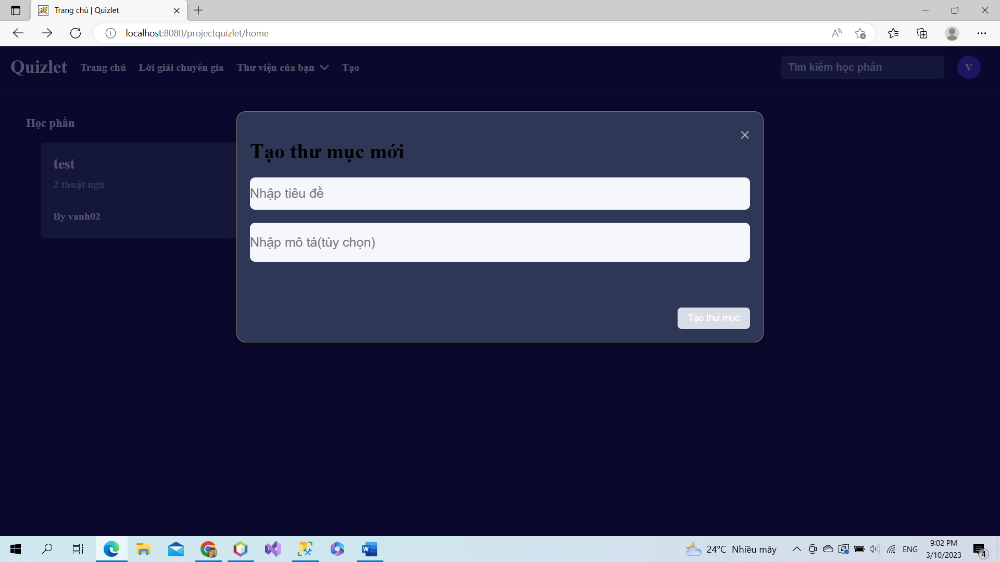 Trang chủ | Quizlet
localhost:8080/projectquizlet/home
Quizlet Trang chủ Lời giải chuyên gia Thư viện của bạn Tạo Tìm kiếm học phần V
Học phần
test
2 thuật ngữ
By vanh02
Tạo thư mục mới
Nhập tiêu đề
Nhập mô tả(tùy chọn)
Tạo thư mục
24°C Nhiều mây ENG 9:02 PM
3/10/2023 4